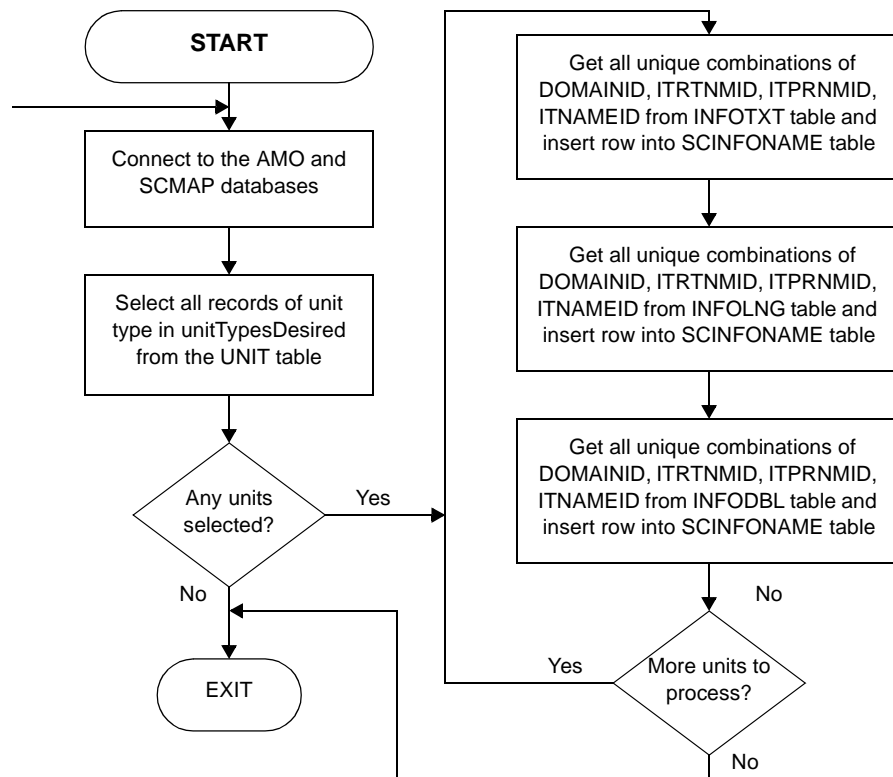 START
Connect to the AMO and
SCMAP databases
Select all records of unit
type in unitTypesDesired
from the UNIT table
Any units
selected?
Yes
No
EXIT
Get all unique combinations of
DOMAINID, ITRTNMID, ITPRNMID,
ITNAMEID from INFOTXT table and
insert row into SCINFONAME table
Get all unique combinations of
DOMAINID, ITRTNMID, ITPRNMID,
ITNAMEID from INFOLNG table and
insert row into SCINFONAME table
Get all unique combinations of
DOMAINID, ITRTNMID, ITPRNMID,
ITNAMEID from INFODBL table and
insert row into SCINFONAME table
No
Yes
More units to
process?
No